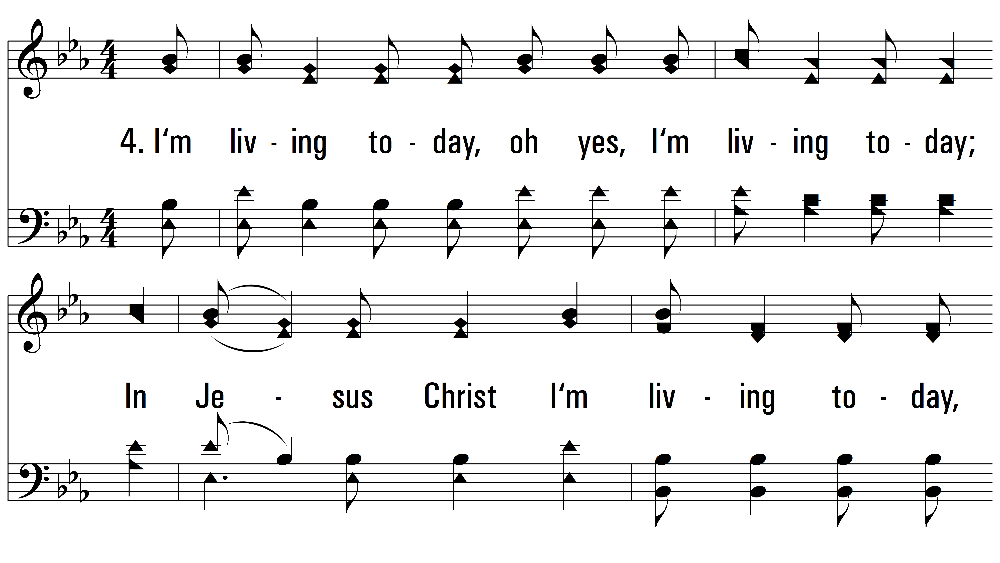 4. I‘m liv - ing to - day, oh yes, I‘m liv - ing to - day;
In Je - sus Christ I‘m liv - ing to - day,